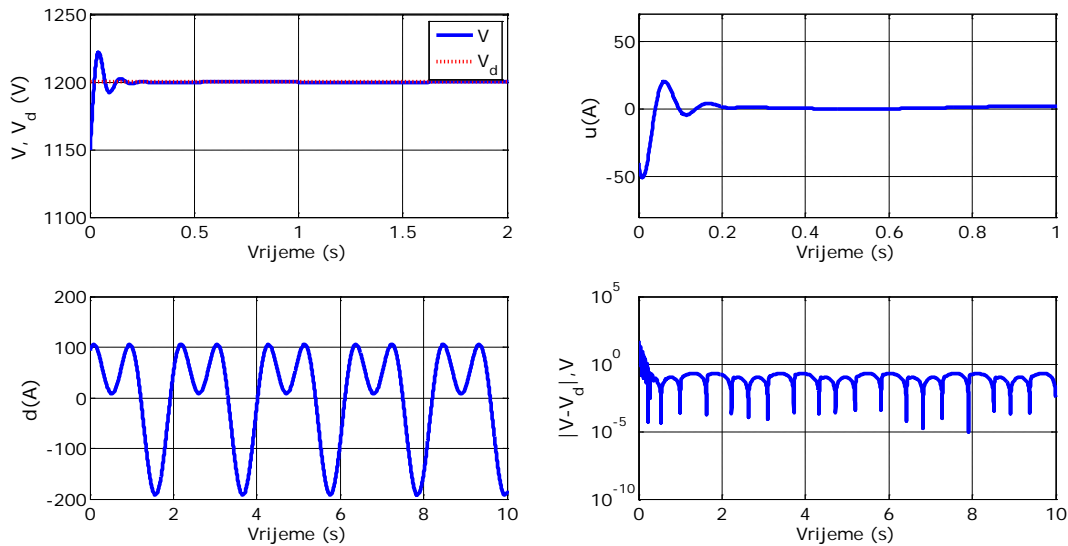 1250
1200
1150
1100
V, V_d (V)
V
V_d
0 0.5 1 1.5 2
Vrijeme (s)
50
0
-50
u(A)
0 0.2 0.4 0.6 0.8 1
Vrijeme (s)
200
100
0
-100
-200
d(A)
0 2 4 6 8 10
Vrijeme (s)
10^5
10^0
10^-5
10^-10
|V-V_d|,V
0 2 4 6 8 10
Vrijeme (s)